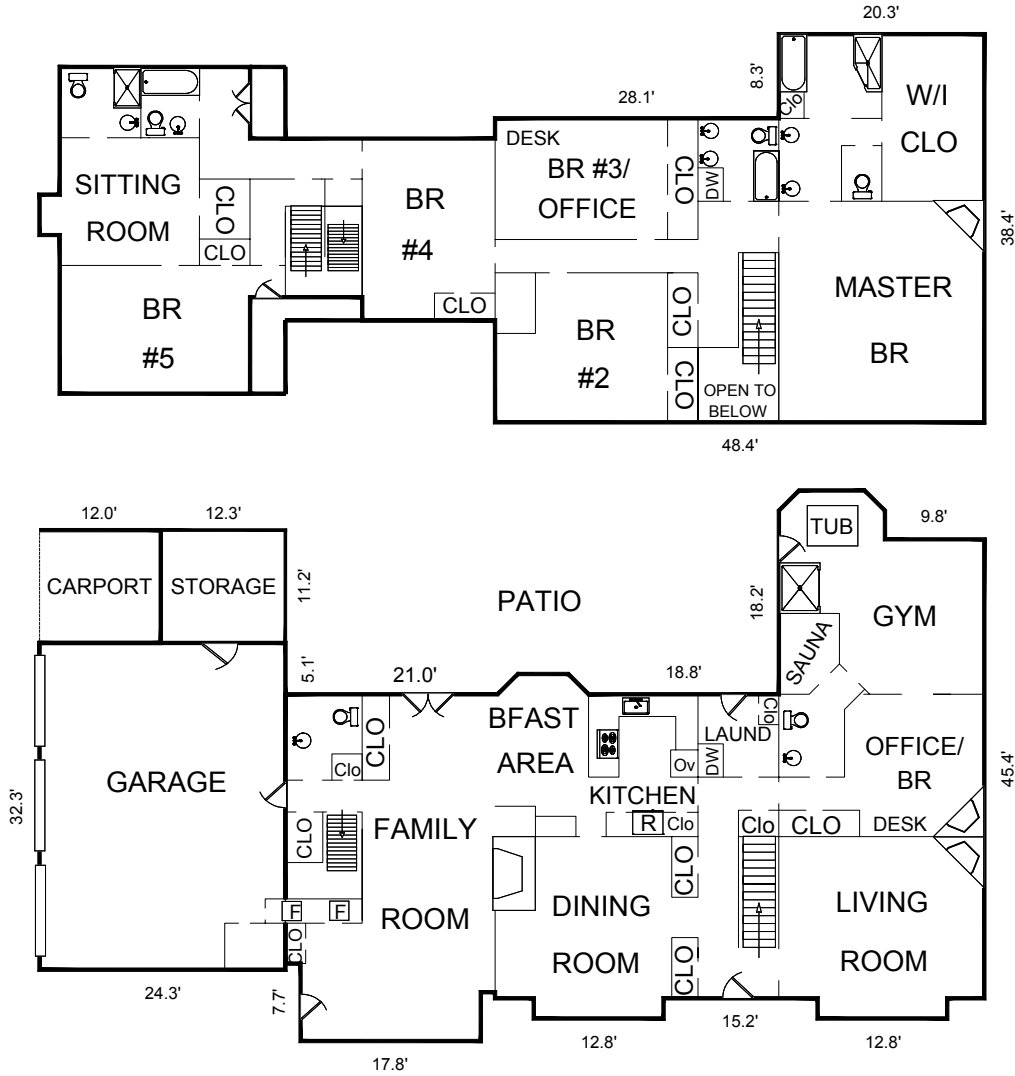 20.3'
8.3'
28.1'
W/I
CLO
Clo
DESK
BR #3/
OFFICE
CLO
DW
SITTING
ROOM
CLO
CLO
BR
#4
CLO
38.4'
MASTER
BR
BR
#5
BR
#2
CLO
CLO
OPEN TO
BELOW
48.4'
12.0'
12.3'
9.8'
TUB
CARPORT
STORAGE
11.2'
PATIO
18.2'
GYM
SAUNA
5.1'
21.0'
18.8'
BFAST
AREA
CLO
Clo
Clo
LAUND
DW
Ov
OFFICE/
BR
45.4'
GARAGE
32.3'
KITCHEN
R
Clo
Clo
CLO
DESK
CLO
FAMILY
ROOM
CLO
DINING
ROOM
LIVING
ROOM
F
F
CLO
CLO
24.3'
7.7'
15.2'
12.8'
12.8'
17.8'